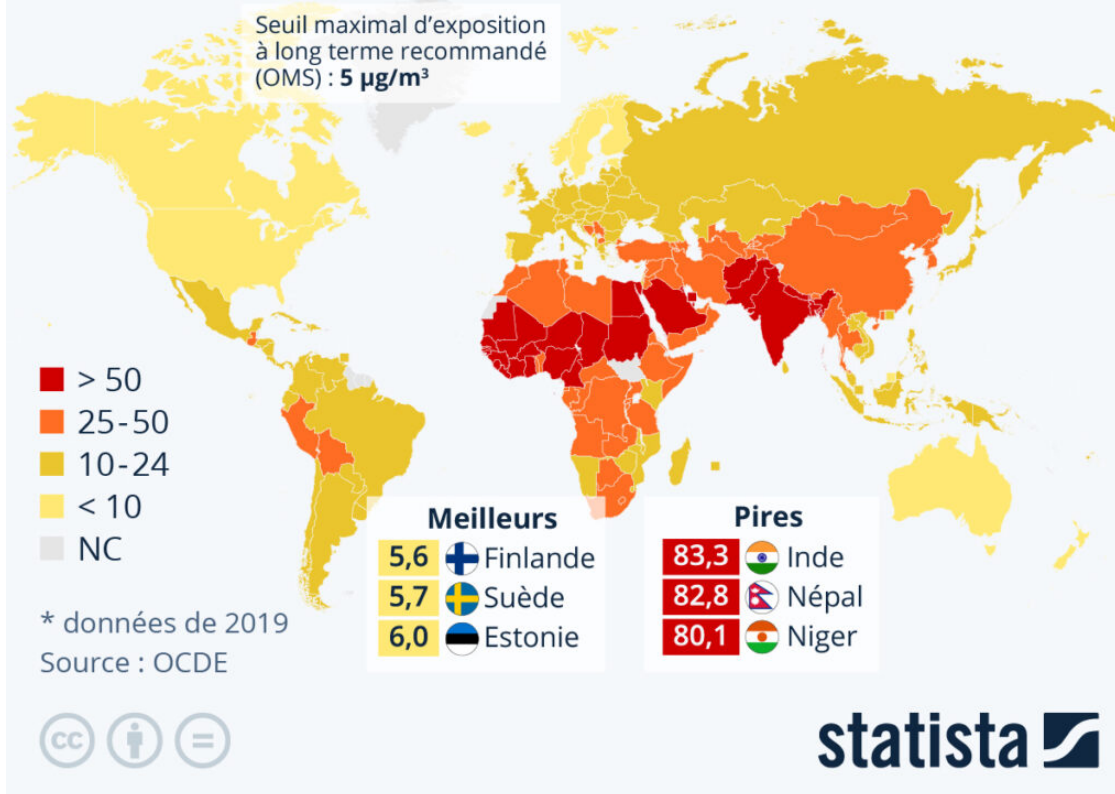 Seuil maximal d’exposition
à long terme recommandé
(OMS) : 5 µg/m³
> 50
25-50
10-24
< 10
NC
Meilleurs
5,6 Finlande
5,7 Suède
6,0 Estonie
Pires
83,3 Inde
82,8 Népal
80,1 Niger
* données de 2019
Source : OCDE
cc
statista